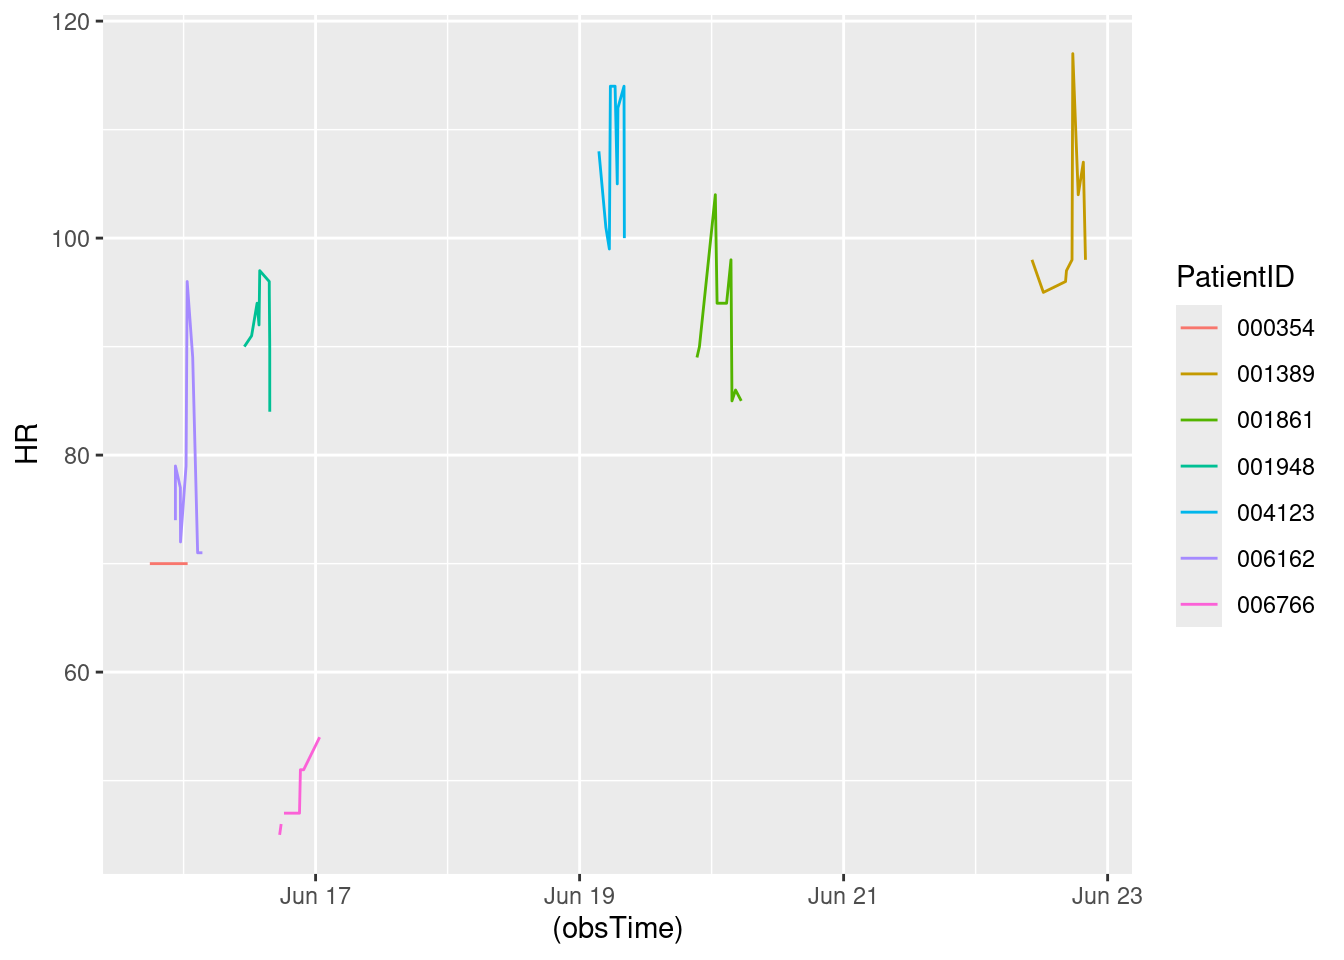 120
100
80
60
HR
Jun 17
Jun 19
Jun 21
Jun 23
(obsTime)
PatientID
000354
001389
001861
001948
004123
006162
006766